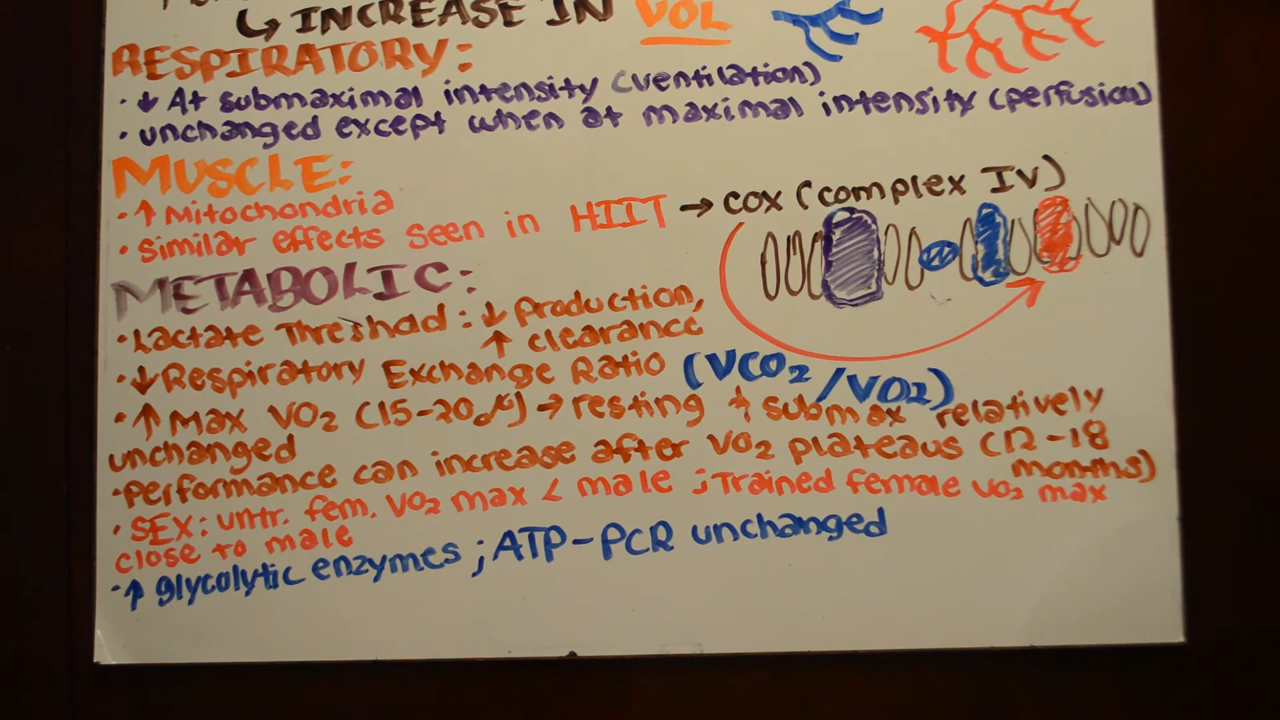 ↳ INCREASE IN VOL
RESPIRATORY:
· ↓ At submaximal intensity (ventilation)
· unchanged except when at maximal intensity (perfusion)
MUSCLE:
· ↑ Mitochondria
· Similar effects seen in HIIT → cox (complex IV)
METABOLIC:
· Lactate Threshad : ↓ production,
↑ clearance
· ↓ Respiratory Exchange Ratio (VCO2/VO2)
· ↑ Max VO2 (15-20%) → resting & submax relatively
unchanged
· Performance can increase after VO2 plateaus (12-18
months)
· SEX: untr. fem. VO2 max < male ; Trained female VO2 max
close to male
· ↑ glycolytic enzymes ; ATP-PCR unchanged